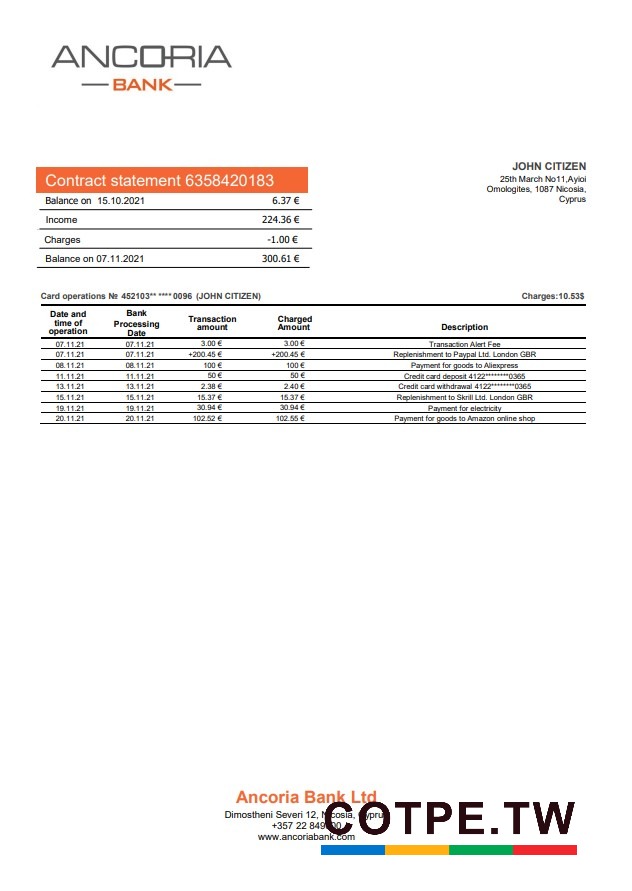 ANCORIA
BANK
JOHN CITIZEN
25th March No11,Ayioi
Omologites, 1087 Nicosia,
Cyprus
Contract statement 6358420183
Balance on 15.10.2021 6.37 €
Income 224.36 €
Charges -1.00 €
Balance on 07.11.2021 300.61 €
Card operations № 452103** **** 0096 (JOHN CITIZEN) Charges:10.53$
Date and time of operation Bank Processing Date Transaction amount Charged Amount Description
07.11.21 07.11.21 3.00 € 3.00 € Transaction Alert Fee
07.11.21 07.11.21 +200.45 € +200.45 € Replenishment to Paypal Ltd. London GBR
08.11.21 08.11.21 100 € 100 € Payment for goods to Aliexpress
11.11.21 11.11.21 50 € 50 € Credit card deposit 4122********0365
13.11.21 13.11.21 2.38 € 2.40 € Credit card withdrawal 4122********0365
15.11.21 15.11.21 15.37 € 15.37 € Replenishment to Skrill Ltd. London GBR
19.11.21 19.11.21 30.94 € 30.94 € Payment for electricity
20.11.21 20.11.21 102.52 € 102.55 € Payment for goods to Amazon online shop
Ancoria Bank Ltd
Dimostheni Severi 12, Nicosia, Cyprus
+357 22 849
www.ancoriabank.com
COTPE.TW